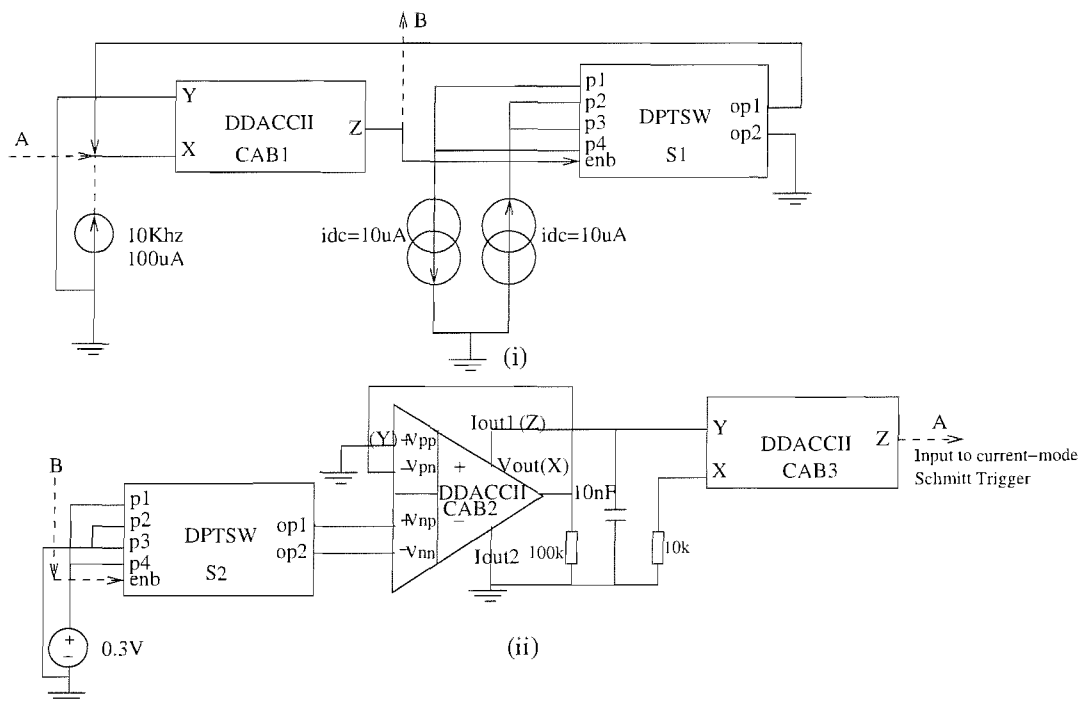 B
Y
X
DDACCII
CAB1
Z
A
10Khz
100uA
p1
p2
p3
p4
enb
DPTSW
S1
op1
op2
idc=10uA
idc=10uA
(i)
B
p1
p2
p3
p4
enb
DPTSW
S2
op1
op2
0.3V
(Y)
Vpp
Vpn
Vnp
Vnn
+
−
DDACCII
CAB2
Iout1 (Z)
Vout(X)
Iout2
10nF
100k
10k
Y
X
DDACCII
CAB3
Z
A
Input to current−mode
Schmitt Trigger
(ii)